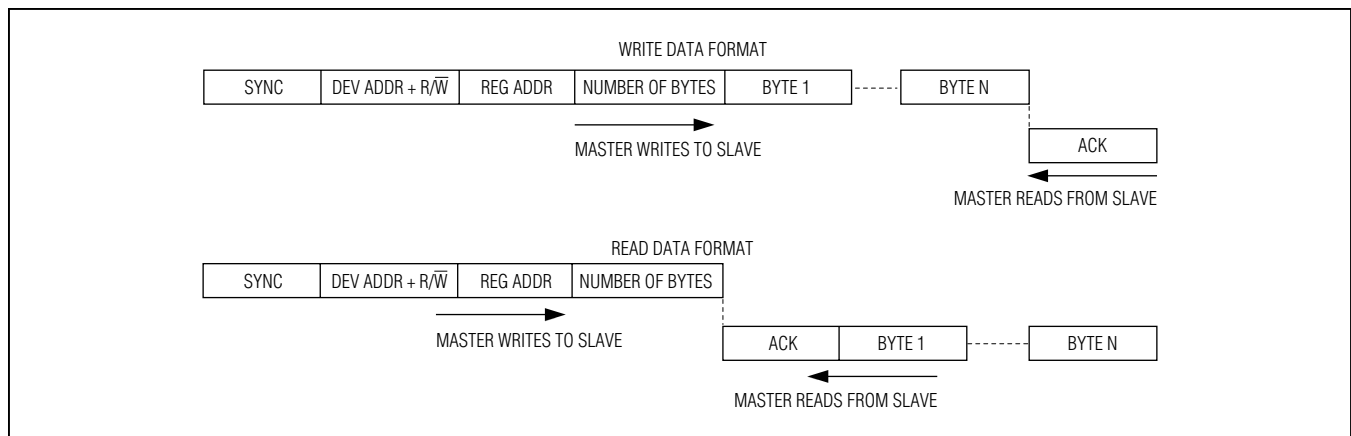 WRITE DATA FORMAT
SYNC DEV ADDR + R/W̅ REG ADDR NUMBER OF BYTES BYTE 1 BYTE N
MASTER WRITES TO SLAVE
ACK
MASTER READS FROM SLAVE
READ DATA FORMAT
SYNC DEV ADDR + R/W̅ REG ADDR NUMBER OF BYTES
MASTER WRITES TO SLAVE
ACK BYTE 1 BYTE N
MASTER READS FROM SLAVE